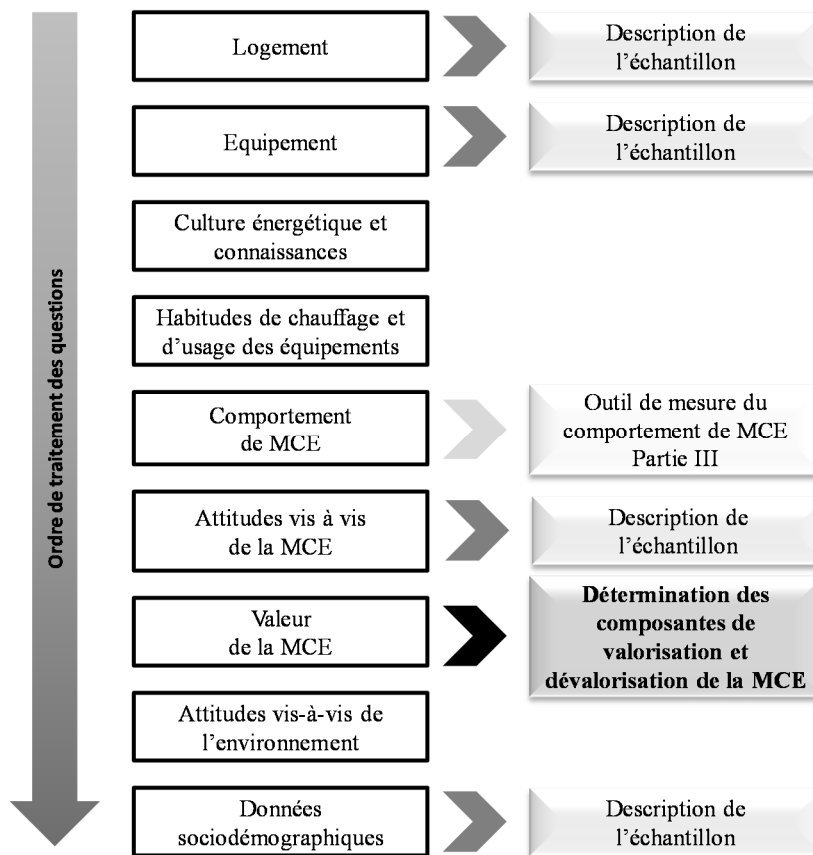 Ordre de traitement des questions
Logement
Description de
l’échantillon
Equipement
Description de
l’échantillon
Culture énergétique et
connaissances
Habitudes de chauffage et
d’usage des équipements
Comportement
de MCE
Outil de mesure du
comportement de MCE
Partie III
Attitudes vis à vis
de la MCE
Description de
l’échantillon
Valeur
de la MCE
Détermination des
composantes de
valorisation et
dévalorisation de la MCE
Attitudes vis-à-vis de
l’environnement
Données
sociodémographiques
Description de
l’échantillon